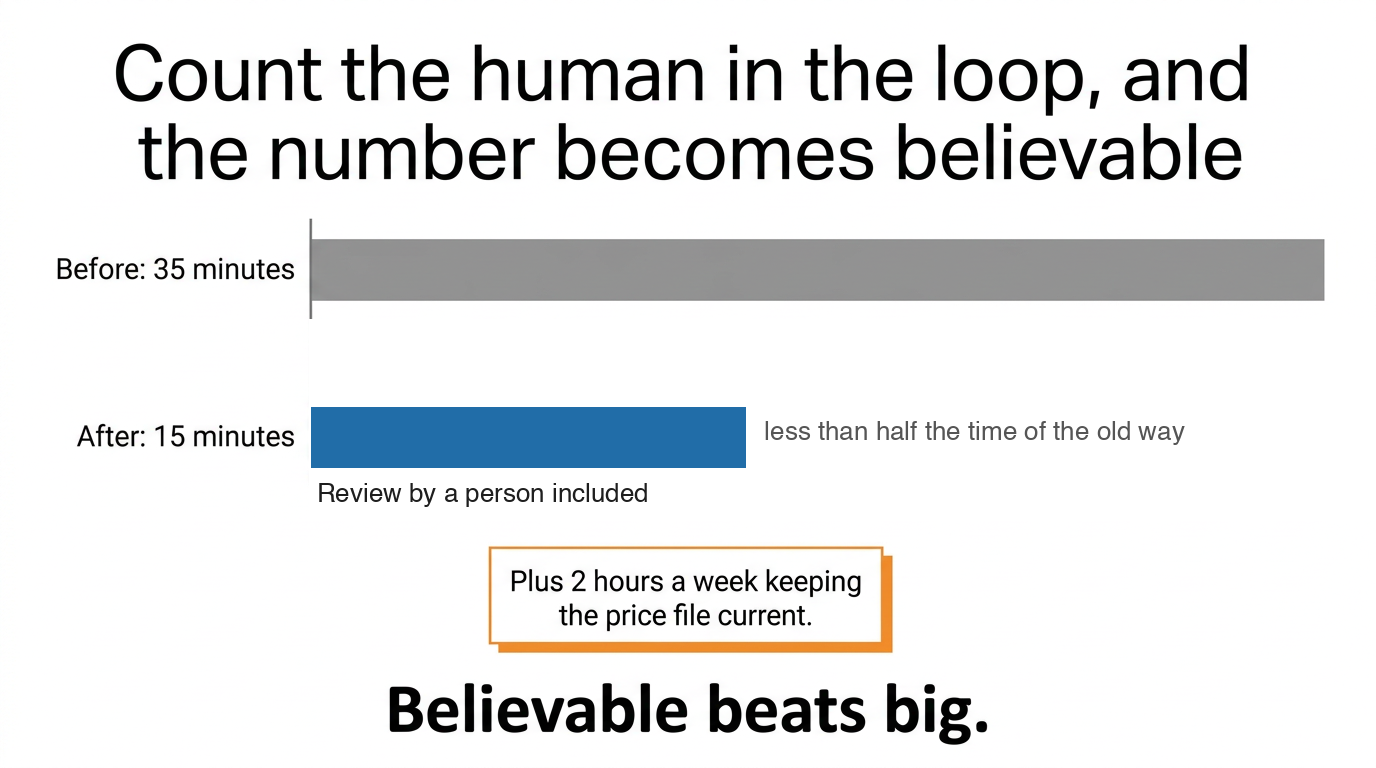 Count the human in the loop, and
the number becomes believable
Before: 35 minutes
After: 15 minutes
less than half the time of the old way
Review by a person included
Plus 2 hours a week keeping
the price file current.
Believable beats big.